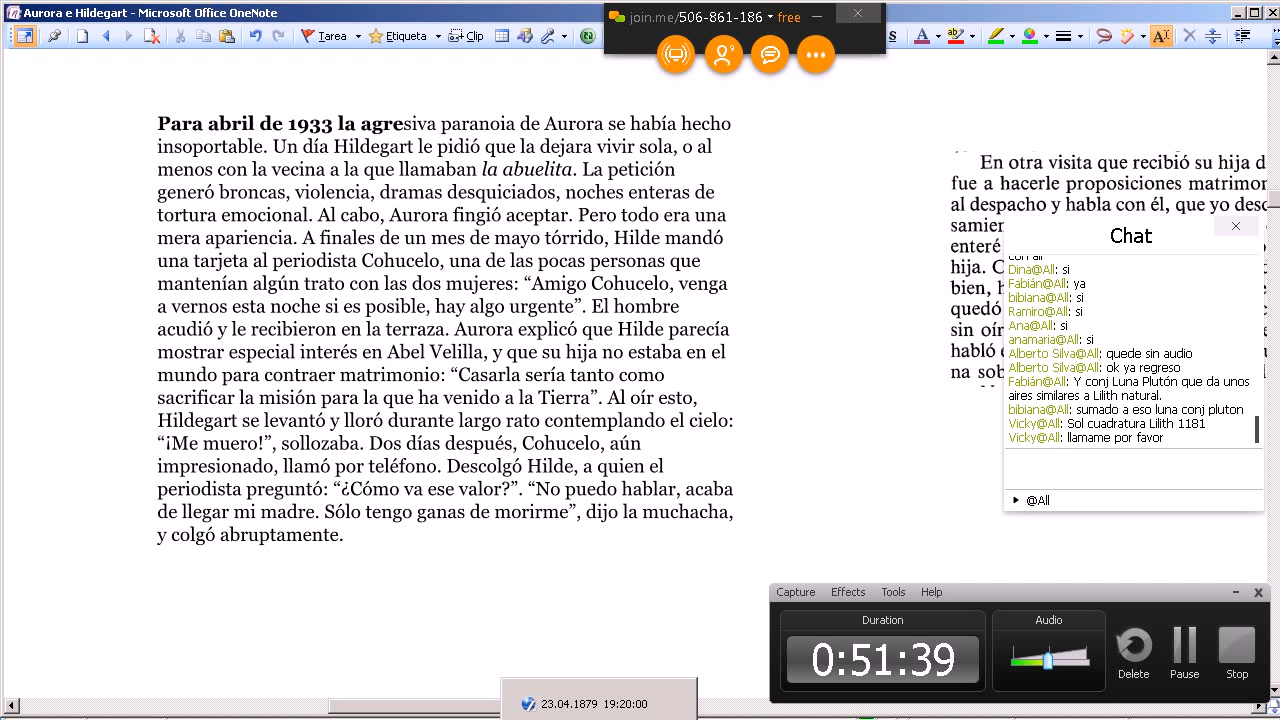 Aurora e Hildegart - Microsoft Office OneNote
join.me/506-861-186 free
Tarea
Etiqueta
Clip
Para abril de 1933 la agresiva paranoia de Aurora se había hecho
insoportable. Un día Hildegart le pidió que la dejara vivir sola, o al
menos con la vecina a la que llamaban la abuelita. La petición
generó broncas, violencia, dramas desquiciados, noches enteras de
tortura emocional. Al cabo, Aurora fingió aceptar. Pero todo era una
mera apariencia. A finales de un mes de mayo tórrido, Hilde mandó
una tarjeta al periodista Cohucelo, una de las pocas personas que
mantenían algún trato con las dos mujeres: “Amigo Cohucelo, venga
a vernos esta noche si es posible, hay algo urgente”. El hombre
acudió y le recibieron en la terraza. Aurora explicó que Hilde parecía
mostrar especial interés en Abel Velilla, y que su hija no estaba en el
mundo para contraer matrimonio: “Casarla sería tanto como
sacrificar la misión para la que ha venido a la Tierra”. Al oír esto,
Hildegart se levantó y lloró durante largo rato contemplando el cielo:
“¡Me muero!”, sollozaba. Dos días después, Cohucelo, aún
impresionado, llamó por teléfono. Descolgó Hilde, a quien el
periodista preguntó: “¿Cómo va ese valor?”. “No puedo hablar, acaba
de llegar mi madre. Sólo tengo ganas de morirme”, dijo la muchacha,
y colgó abruptamente.
En otra visita que recibió su hija d
fue a hacerle proposiciones matrimon
al despacho y habla con él, que yo desc
samien
enteré
hija. C
bien, h
quedó
sin oír
habló e
na sob
Chat
Dina@All: si
Fabián@All: ya
bibiana@All: si
Ramiro@All: si
Ana@All: si
anamaria@All: si
Alberto Silva@All: quede sin audio
Alberto Silva@All: ok ya regreso
Fabián@All: Y conj Luna Plutón que da unos
aires similares a Lilith natural.
bibiana@All: sumado a eso luna conj pluton
Vicky@All: Sol cuadratura Lilith 1181
Vicky@All: llamame por favor
@All
Capture Effects Tools Help
Duration
0:51:39
Audio
Delete
Pause
Stop
23.04.1879 19:20:00